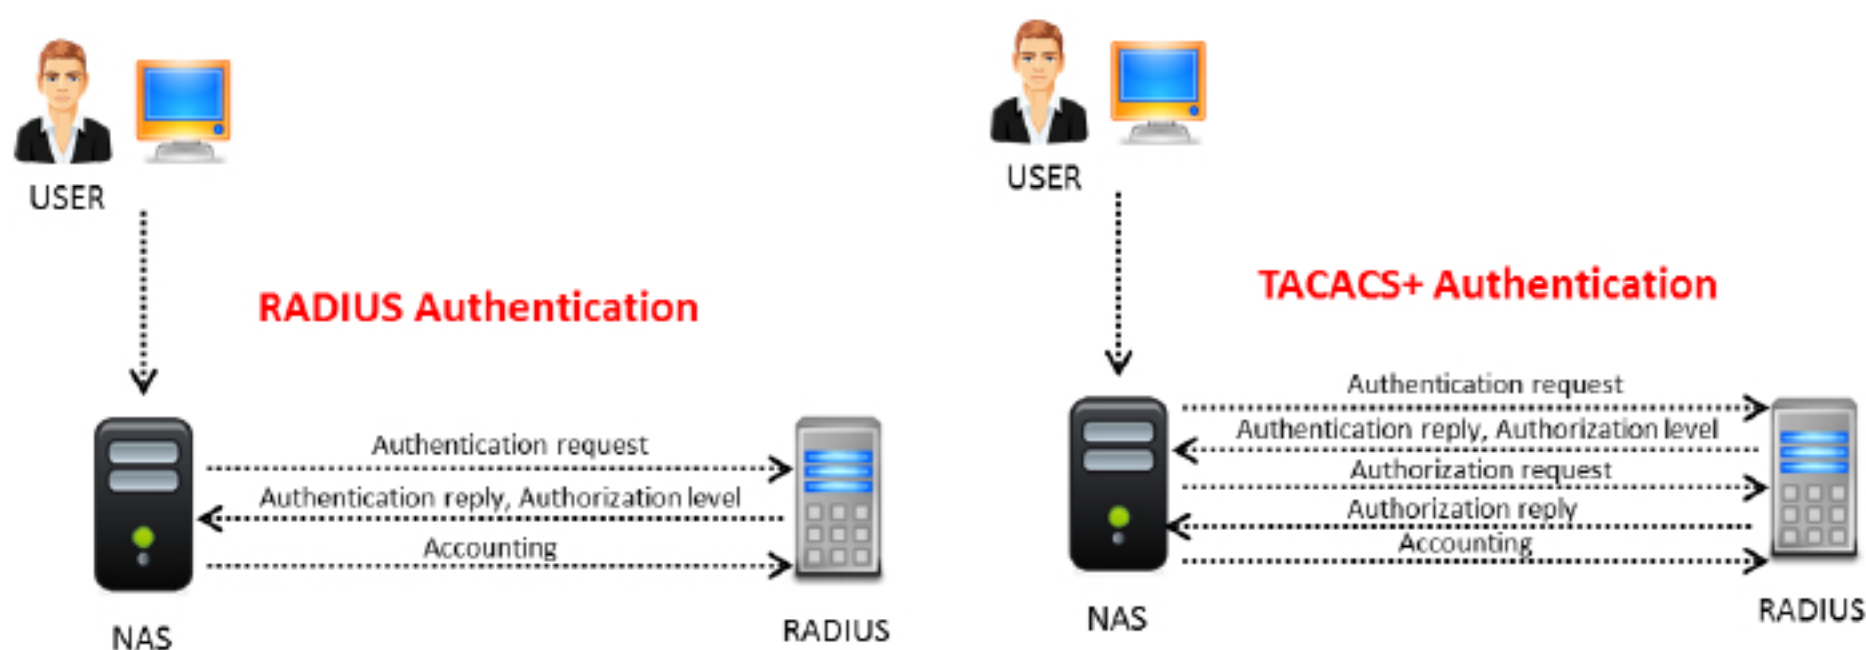 USER
RADIUS Authentication
Authentication request
Authentication reply, Authorization level
Accounting
NAS
RADIUS
USER
TACACS+ Authentication
Authentication request
Authentication reply, Authorization level
Authorization request
Authorization reply
Accounting
NAS
RADIUS